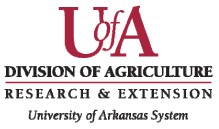 UofA
DIVISION OF AGRICULTURE
RESEARCH & EXTENSION
University of Arkansas System